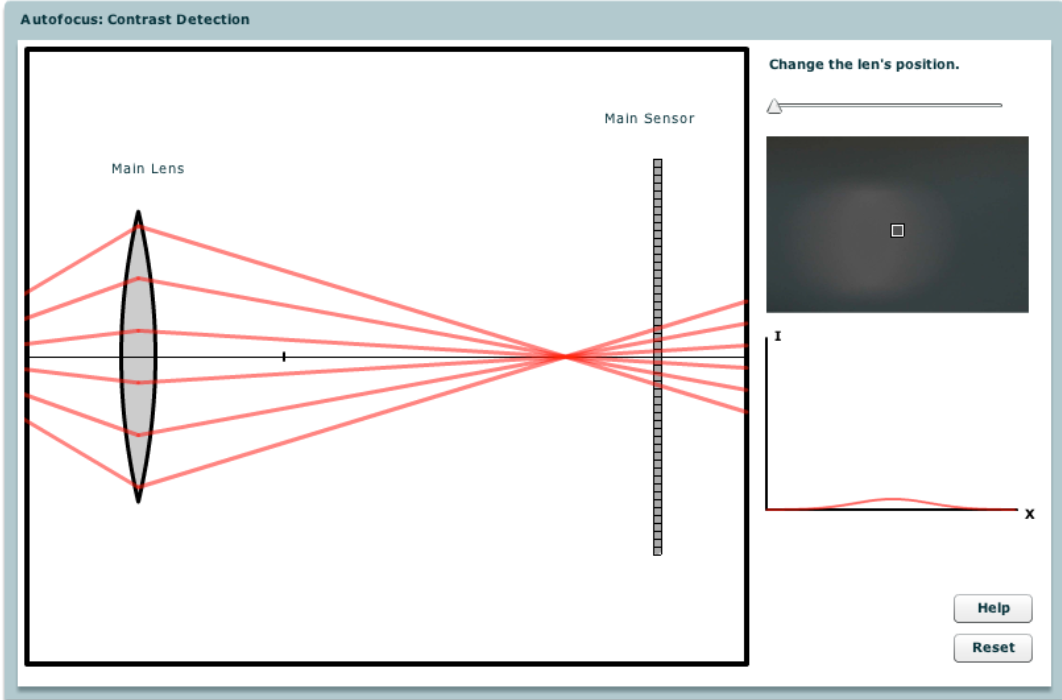 Autofocus: Contrast Detection
Change the len's position.
Main Sensor
Main Lens
I
X
Help
Reset